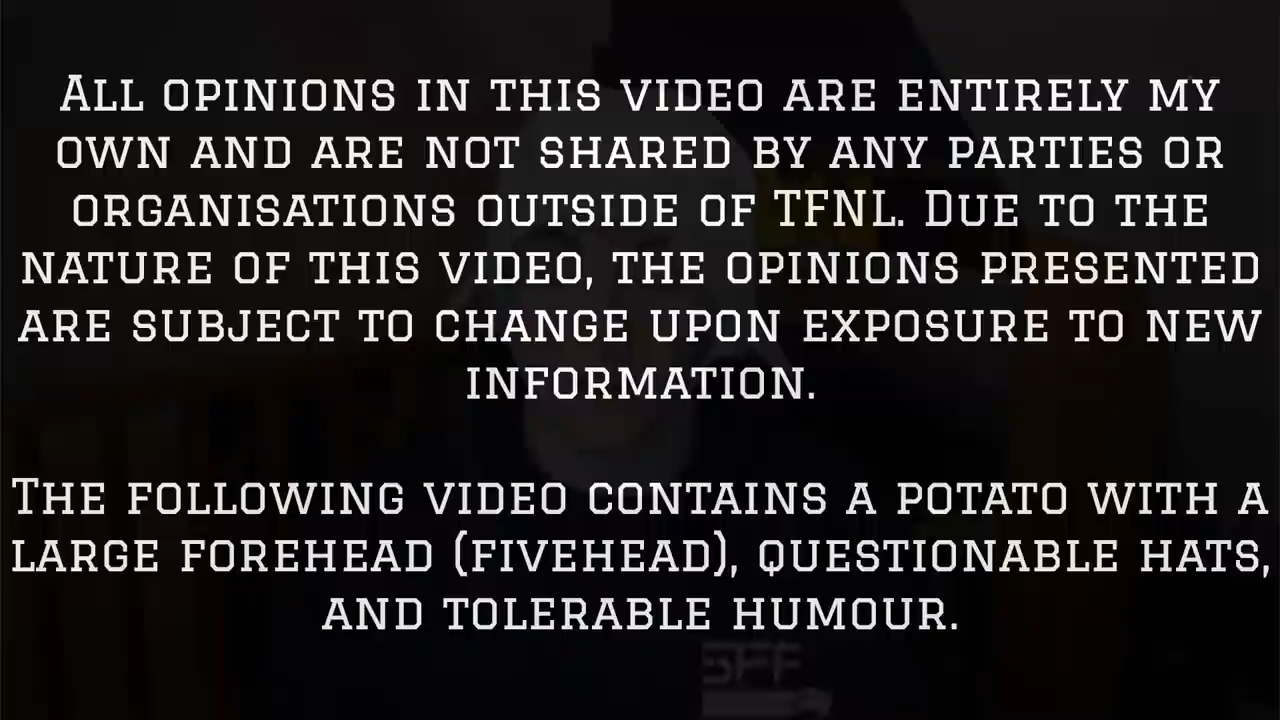 All opinions in this video are entirely my
own and are not shared by any parties or
organisations outside of TFNL. Due to the
nature of this video, the opinions presented
are subject to change upon exposure to new
information.
The following video contains a potato with a
large forehead (fivehead), questionable hats,
and tolerable humour.